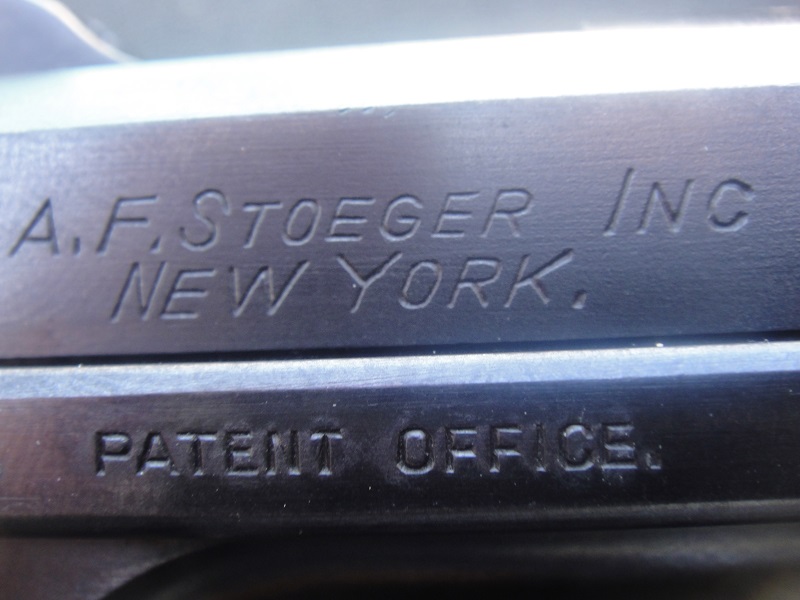 A.F. STOEGER INC
NEW YORK.
PATENT OFFICE.